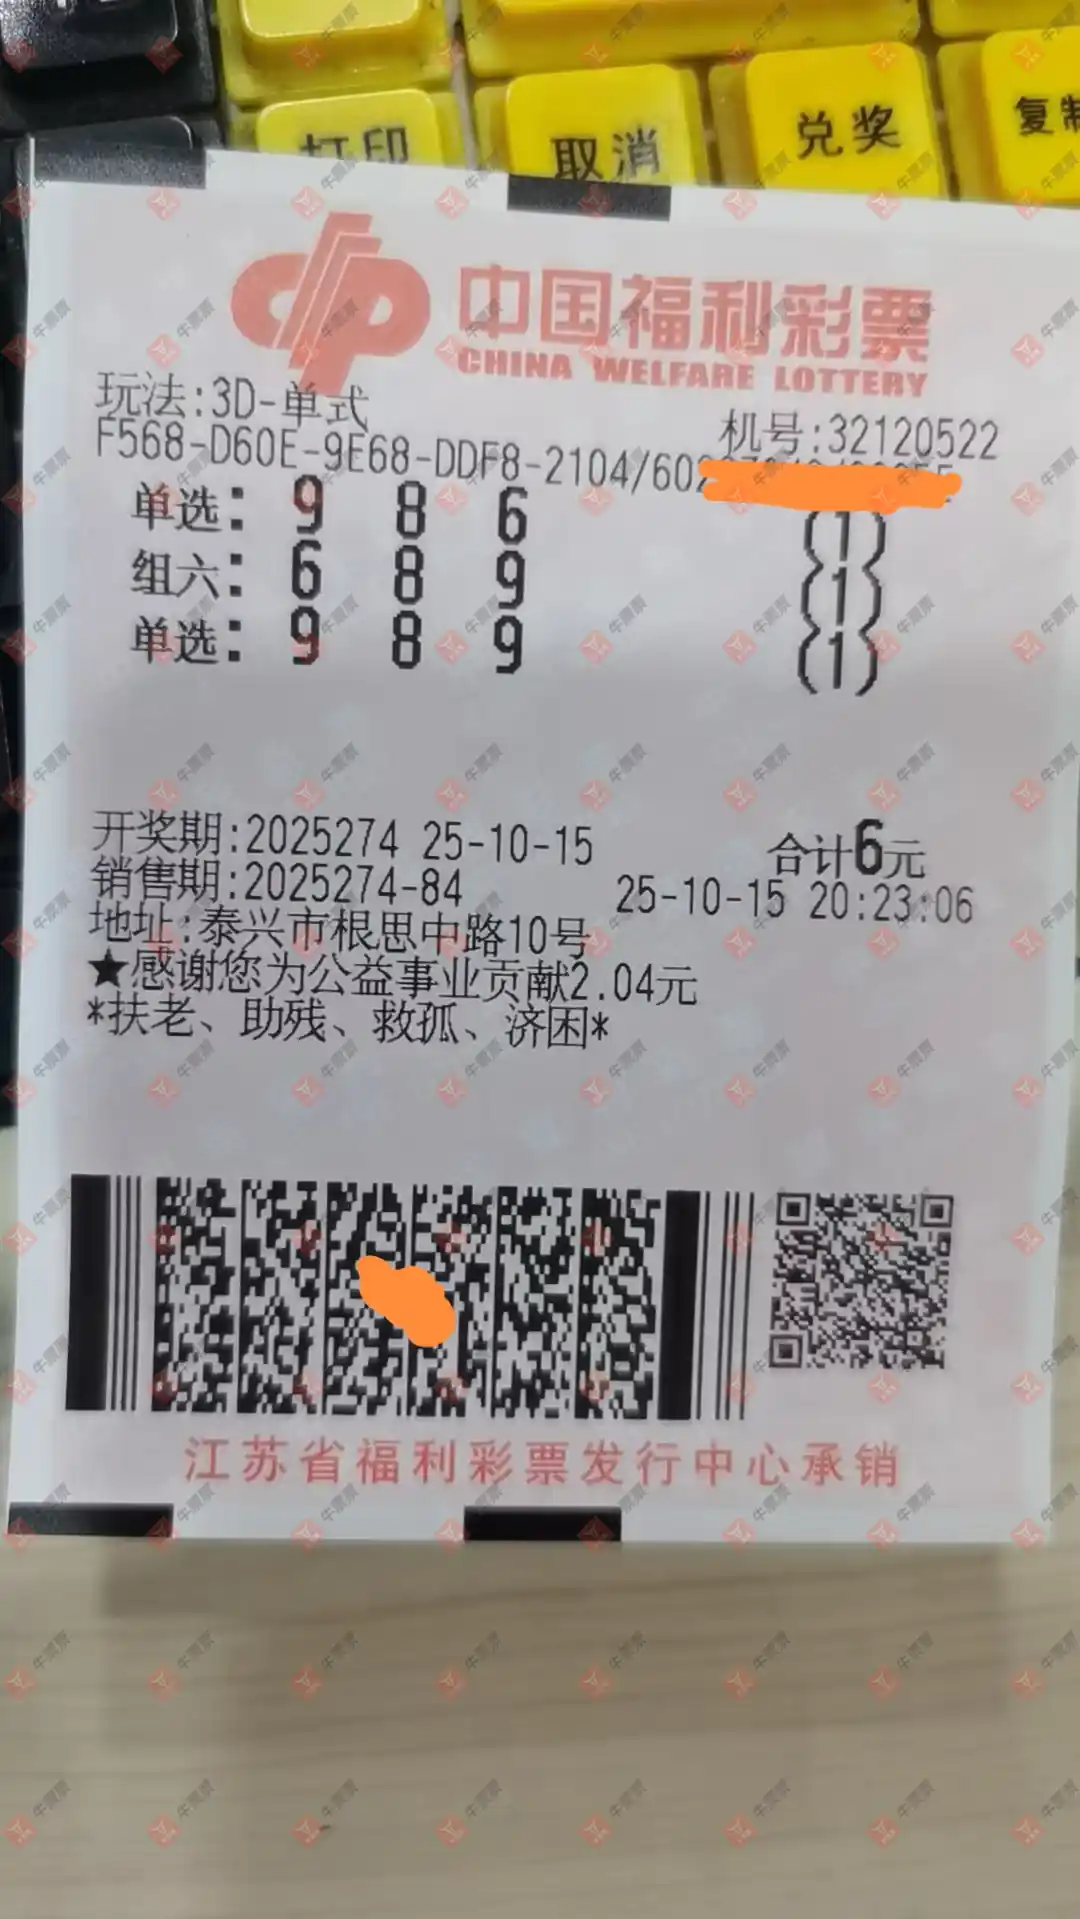 打印 取消 兑奖 复制
中国福利彩票
CHINA WELFARE LOTTERY
玩法:3D-单式
机号:32120522
F568-D60E-9E68-DDF8-2104/602
单选: 9 8 6 (1)
组六: 6 8 9 (1)
单选: 9 8 9 (1)
开奖期:2025274 25-10-15 合计6元
销售期:2025274-84 25-10-15 20:23:06
地址:泰兴市根思中路10号
★感谢您为公益事业贡献2.04元
*扶老、助残、救孤、济困*
江苏省福利彩票发行中心承销
牛票票